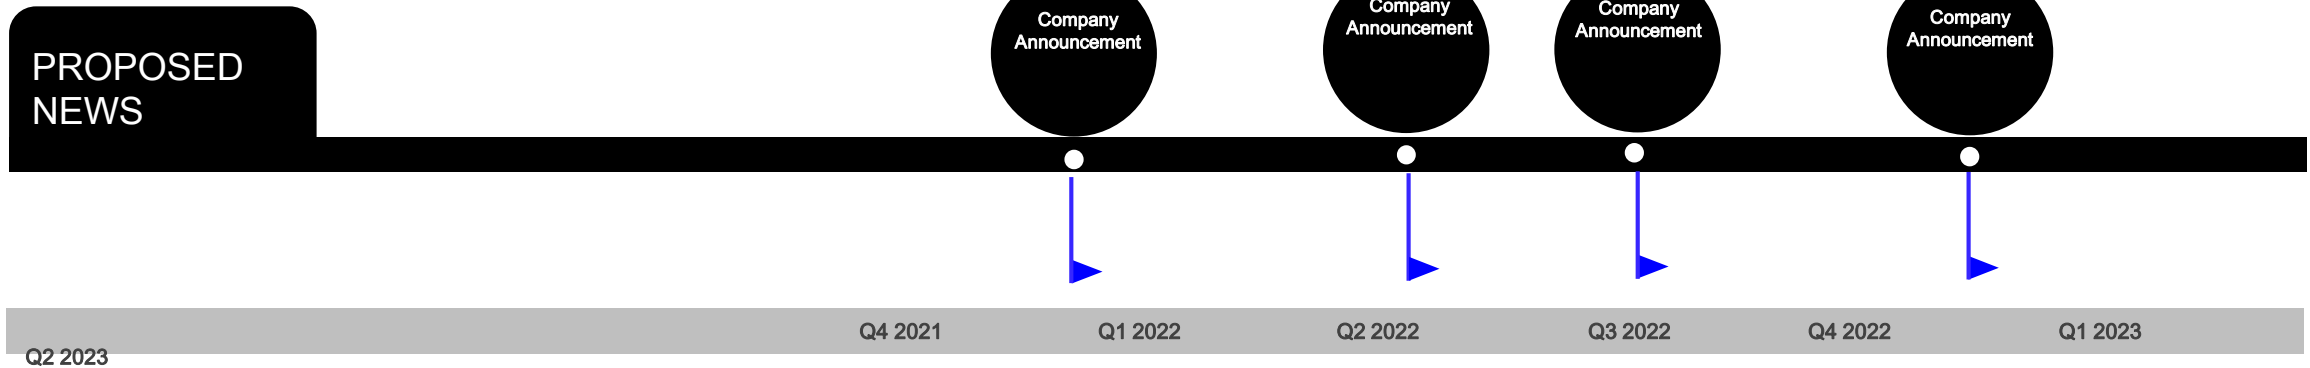 PROPOSED
NEWS
Company
Announcement
Company
Announcement
Company
Announcement
Company
Announcement
Q4 2021 Q1 2022 Q2 2022 Q3 2022 Q4 2022 Q1 2023
Q2 2023